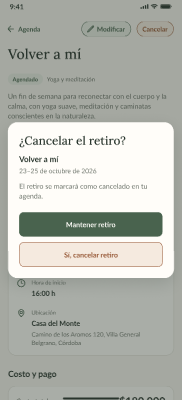 9:41
Agenda
Modificar
Cancelar
Volver a mí
Agendado
Yoga y meditación
Un fin de semana para reconectar con el cuerpo y la
calma, con yoga suave, meditación y caminatas
conscientes en la naturaleza.
¿Cancelar el retiro?
Volver a mí
23–25 de octubre de 2026
El retiro se marcará como cancelado en tu
agenda.
Mantener retiro
Sí, cancelar retiro
Hora de inicio
16:00 h
Ubicación
Casa del Monte
Camino de los Aromos 120, Villa General
Belgrano, Córdoba
Costo y pago